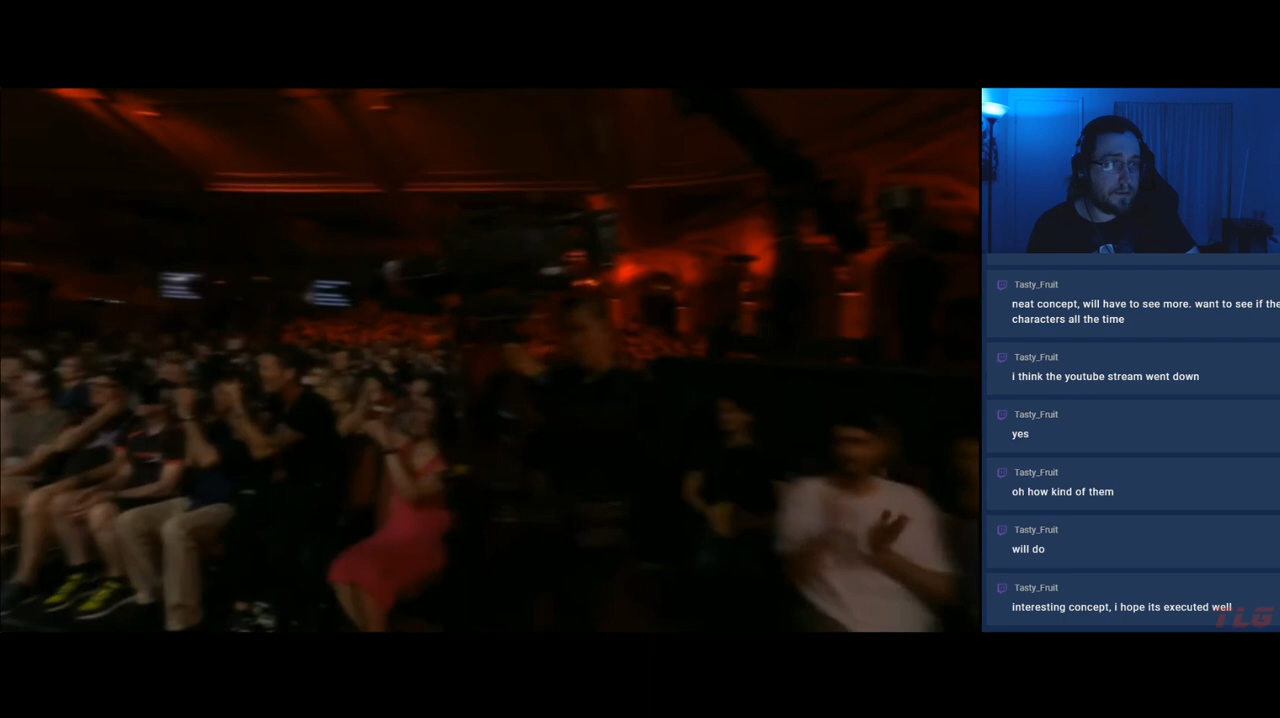 Tasty_Fruit
neat concept, will have to see more. want to see if the
characters all the time
Tasty_Fruit
i think the youtube stream went down
Tasty_Fruit
yes
Tasty_Fruit
oh how kind of them
Tasty_Fruit
will do
Tasty_Fruit
interesting concept, i hope its executed well
TLG